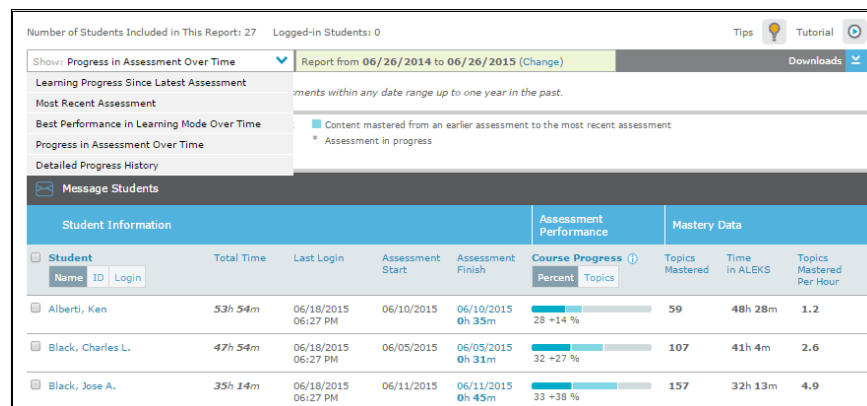 Number of Students Included in This Report: 27 Logged-in Students: 0 Tips Tutorial
Show: Progress in Assessment Over Time Report from 06/26/2014 to 06/26/2015 (Change) Downloads
Learning Progress Since Latest Assessment
ments within any date range up to one year in the past.
Most Recent Assessment
Best Performance in Learning Mode Over Time
Content mastered from an earlier assessment to the most recent assessment
Progress in Assessment Over Time
* Assessment in progress
Detailed Progress History
Message Students
Student Information Assessment Performance Mastery Data
Student Total Time Last Login Assessment Start Assessment Finish Course Progress Topics Mastered Time in ALEKS Topics Mastered Per Hour
Name ID Login Percent Topics
Alberti, Ken 53h 54m 06/18/2015 06/10/2015 06/10/2015 59 48h 28m 1.2
06:27 PM 0h 35m 28 +14 %
Black, Charles L. 47h 54m 06/18/2015 06/05/2015 06/05/2015 107 41h 4m 2.6
06:27 PM 0h 31m 32 +27 %
Black, Jose A. 35h 14m 06/18/2015 06/11/2015 06/11/2015 157 32h 13m 4.9
06:27 PM 0h 45m 33 +38 %